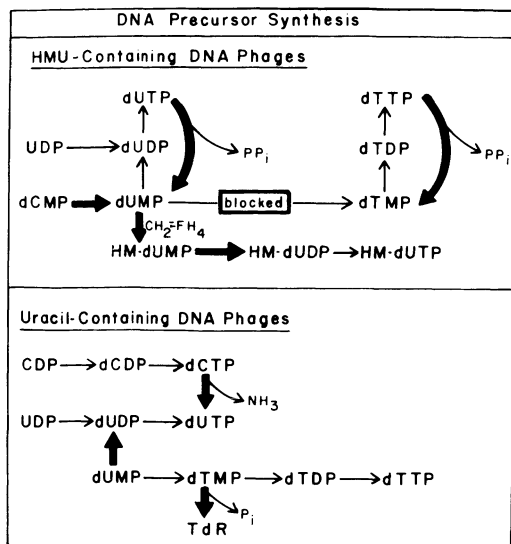 DNA Precursor Synthesis
HMU-Containing DNA Phages
dUTP dTTP
UDP dUDP PPi dTDP PPi
dCMP dUMP blocked dTMP
CH2=FH4
HM-dUMP HM-dUDP HM-dUTP
Uracil-Containing DNA Phages
CDP dCDP dCTP
NH3
UDP dUDP dUTP
dUMP dTMP dTDP dTTP
Pi
TdR